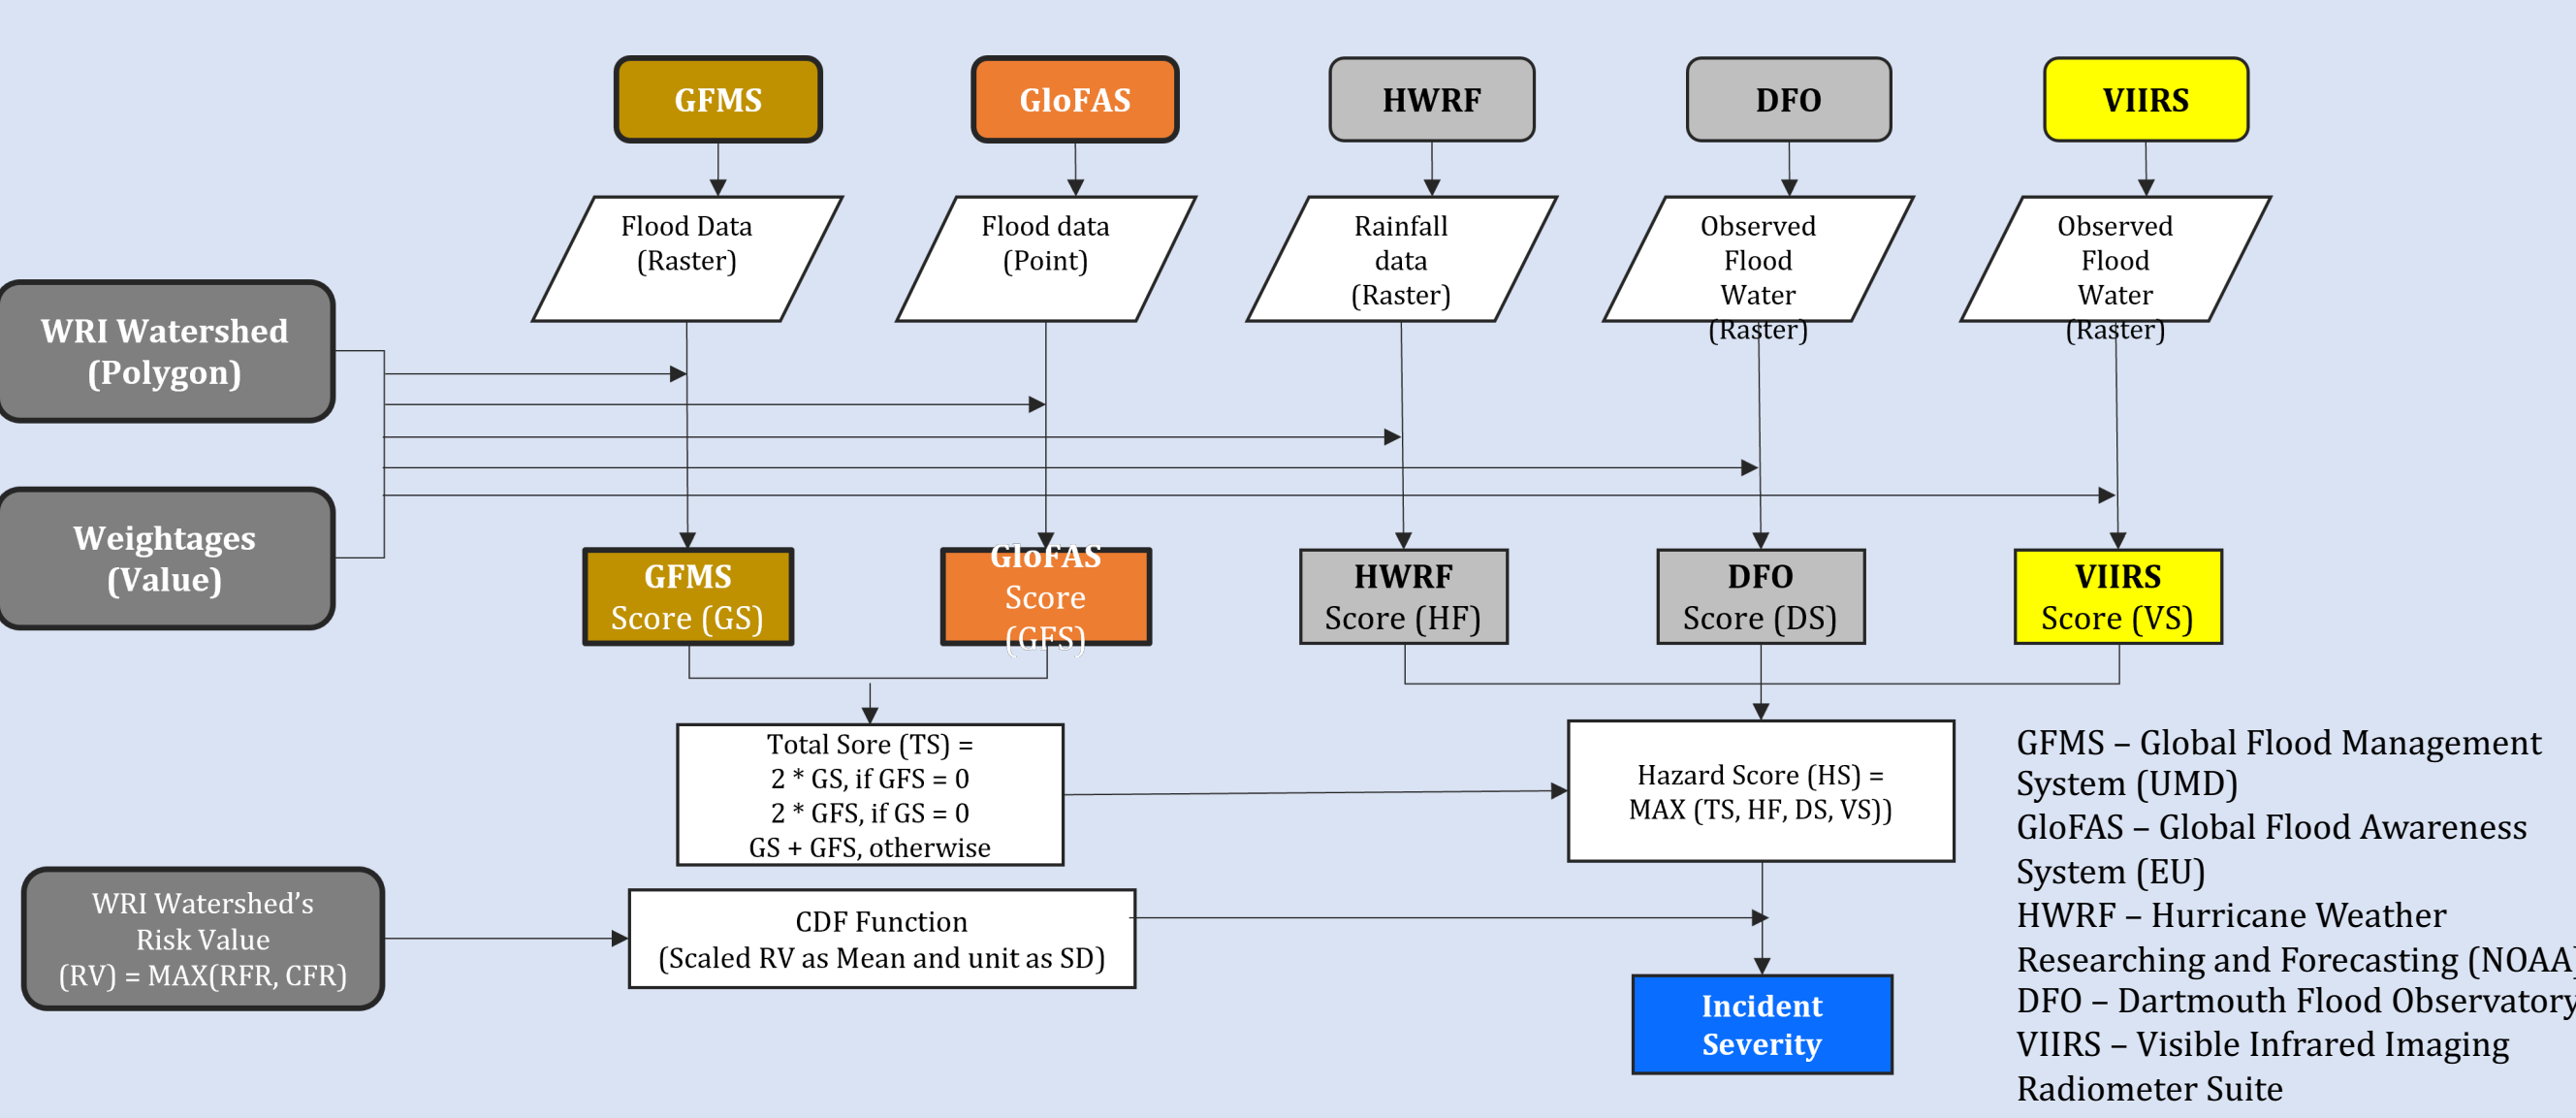 GFMS
GloFAS
HWRF
DFO
VIIRS
Flood Data
(Raster)
Flood data
(Point)
Rainfall
data
(Raster)
Observed
Flood
Water
(Raster)
Observed
Flood
Water
(Raster)
WRI Watershed
(Polygon)
Weightages
(Value)
GFMS
Score (GS)
GloFAS
Score
(GFS)
HWRF
Score (HF)
DFO
Score (DS)
VIIRS
Score (VS)
Total Sore (TS) =
2 * GS, if GFS = 0
2 * GFS, if GS = 0
GS + GFS, otherwise
Hazard Score (HS) =
MAX (TS, HF, DS, VS))
WRI Watershed’s
Risk Value
(RV) = MAX(RFR, CFR)
CDF Function
(Scaled RV as Mean and unit as SD)
Incident
Severity
GFMS – Global Flood Management
System (UMD)
GloFAS – Global Flood Awareness
System (EU)
HWRF – Hurricane Weather
Researching and Forecasting (NOAA)
DFO – Dartmouth Flood Observatory
VIIRS – Visible Infrared Imaging
Radiometer Suite